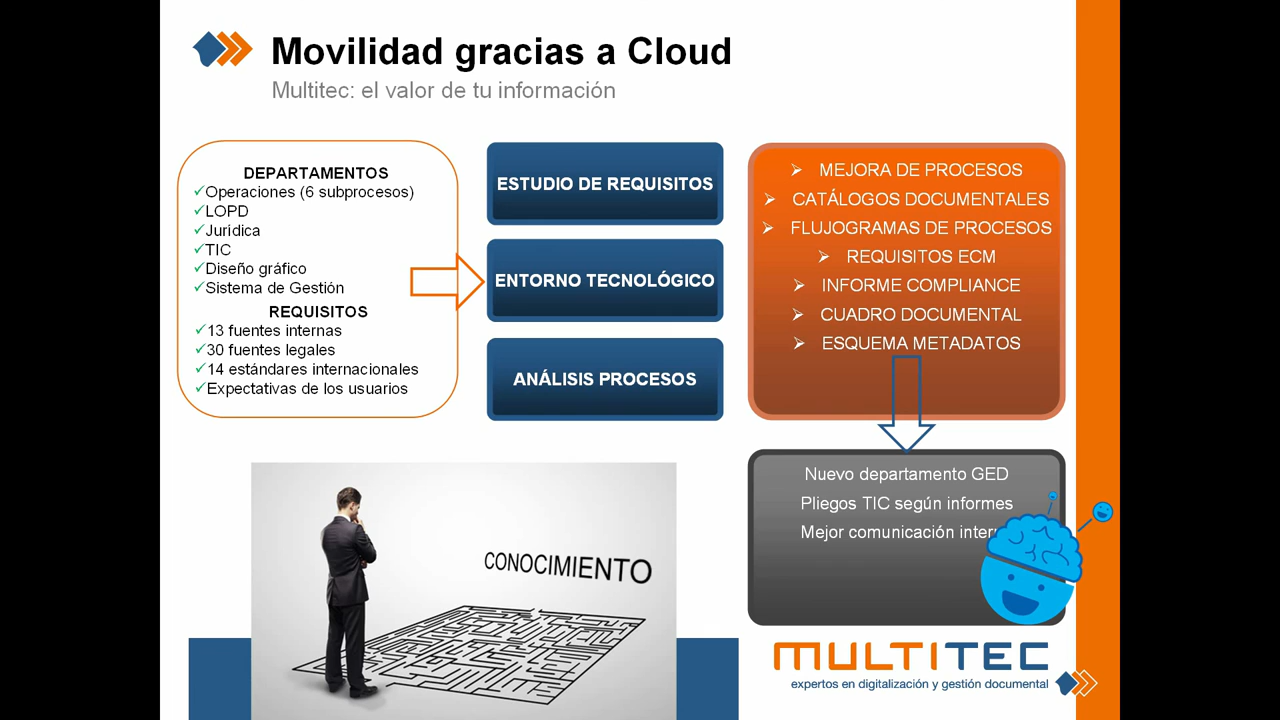 Movilidad gracias a Cloud
Multitec: el valor de tu información
DEPARTAMENTOS
Operaciones (6 subprocesos)
LOPD
Jurídica
TIC
Diseño gráfico
Sistema de Gestión
REQUISITOS
13 fuentes internas
30 fuentes legales
14 estándares internacionales
Expectativas de los usuarios
ESTUDIO DE REQUISITOS
ENTORNO TECNOLÓGICO
ANÁLISIS PROCESOS
MEJORA DE PROCESOS
CATÁLOGOS DOCUMENTALES
FLUJOGRAMAS DE PROCESOS
REQUISITOS ECM
INFORME COMPLIANCE
CUADRO DOCUMENTAL
ESQUEMA METADATOS
Nuevo departamento GED
Pliegos TIC según informes
Mejor comunicación
CONOCIMIENTO
MULTITEC
expertos en digitalización y gestión documental